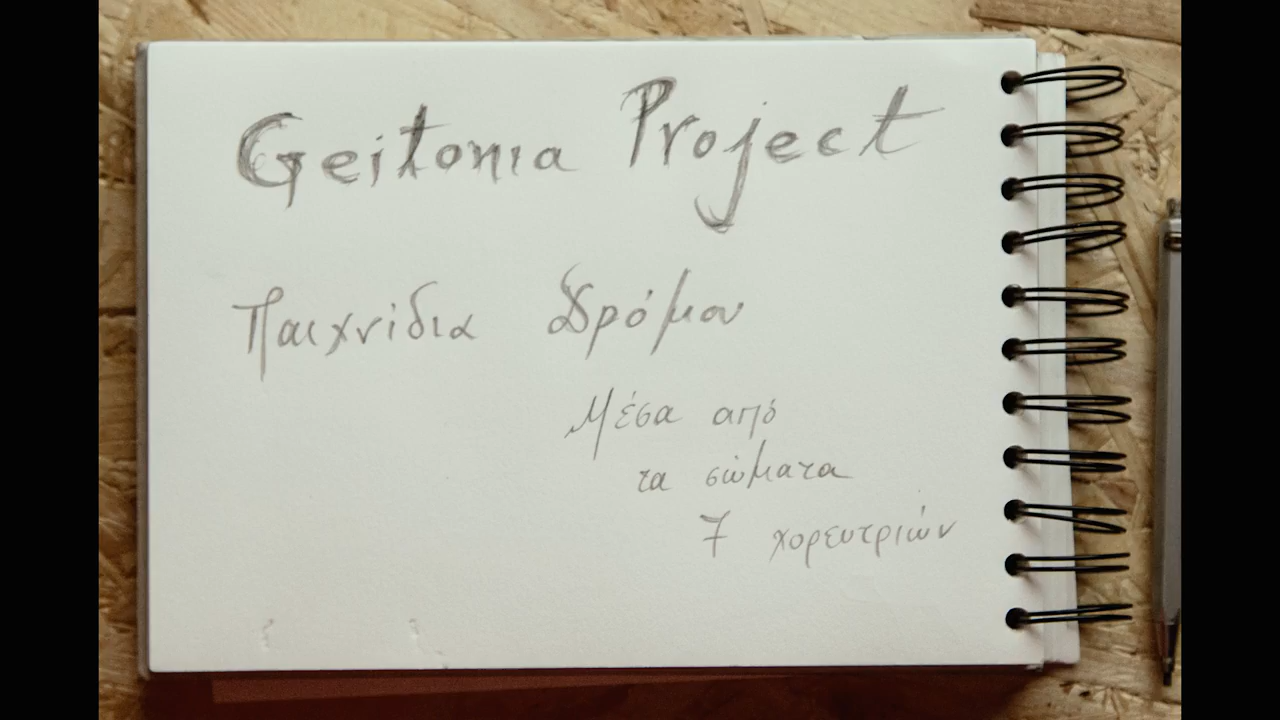 Geitonia Project
Παιχνίδια Δρόμου
Μέσα από
τα σώματα
7 χορευτριών